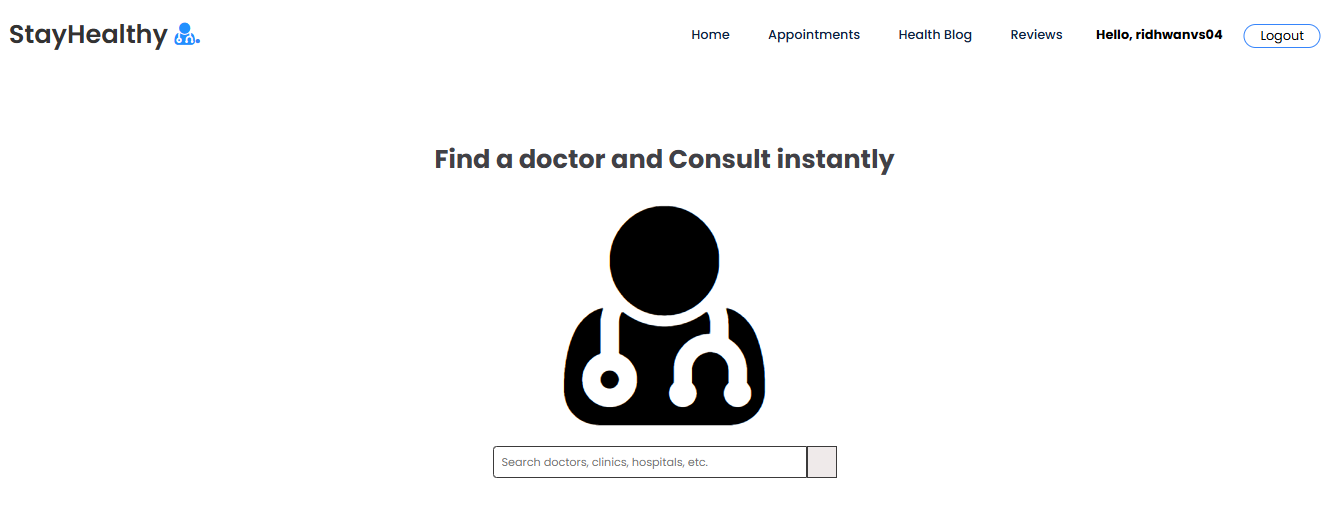 StayHealthy
Home Appointments Health Blog Reviews Hello, ridhwanvs04 Logout
Find a doctor and Consult instantly
Search doctors, clinics, hospitals, etc.